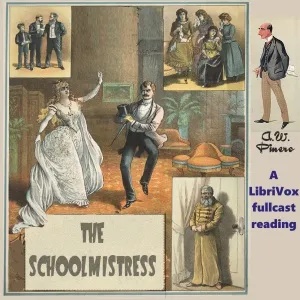 A.W.
Pinero
A
LibriVox
fullcast
reading
THE
SCHOOLMISTRESS